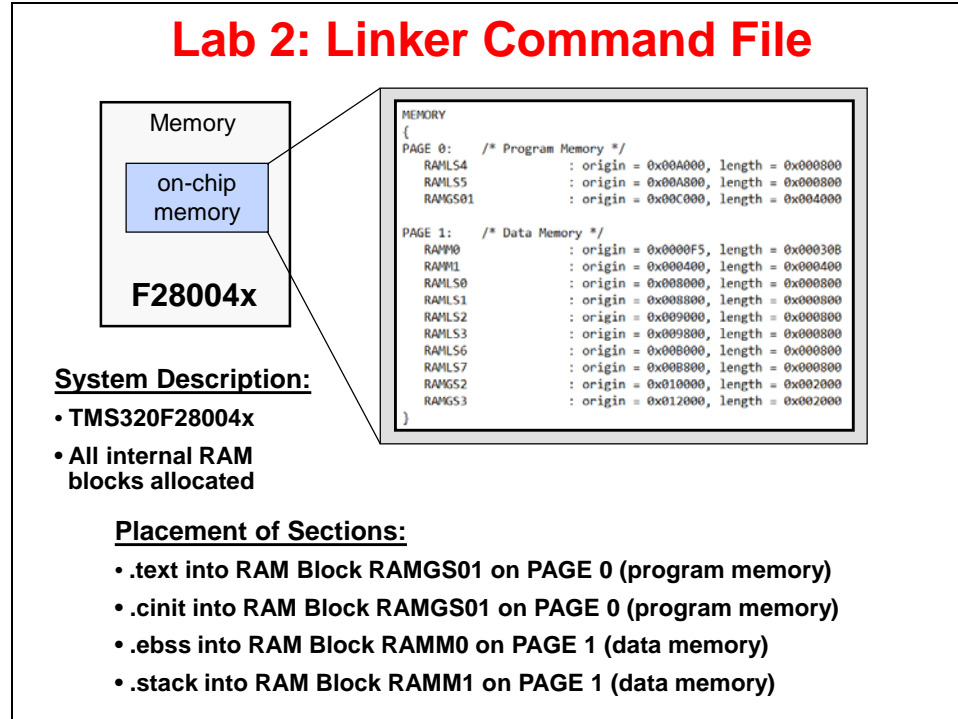 Lab 2: Linker Command File
Memory
on-chip
memory
F28004x
MEMORY
{
PAGE 0: /* Program Memory */
RAMLS4 : origin = 0x00A000, length = 0x000800
RAMLS5 : origin = 0x00A800, length = 0x000800
RAMGS01 : origin = 0x00C000, length = 0x004000
PAGE 1: /* Data Memory */
RAMM0 : origin = 0x0000F5, length = 0x00030B
RAMM1 : origin = 0x000400, length = 0x000400
RAMLS0 : origin = 0x008000, length = 0x000800
RAMLS1 : origin = 0x008800, length = 0x000800
RAMLS2 : origin = 0x009000, length = 0x000800
RAMLS3 : origin = 0x009800, length = 0x000800
RAMLS6 : origin = 0x00B000, length = 0x000800
RAMLS7 : origin = 0x00B800, length = 0x000800
RAMGS2 : origin = 0x010000, length = 0x002000
RAMGS3 : origin = 0x012000, length = 0x002000
}
System Description:
• TMS320F28004x
• All internal RAM
blocks allocated
Placement of Sections:
• .text into RAM Block RAMGS01 on PAGE 0 (program memory)
• .cinit into RAM Block RAMGS01 on PAGE 0 (program memory)
• .ebss into RAM Block RAMM0 on PAGE 1 (data memory)
• .stack into RAM Block RAMM1 on PAGE 1 (data memory)